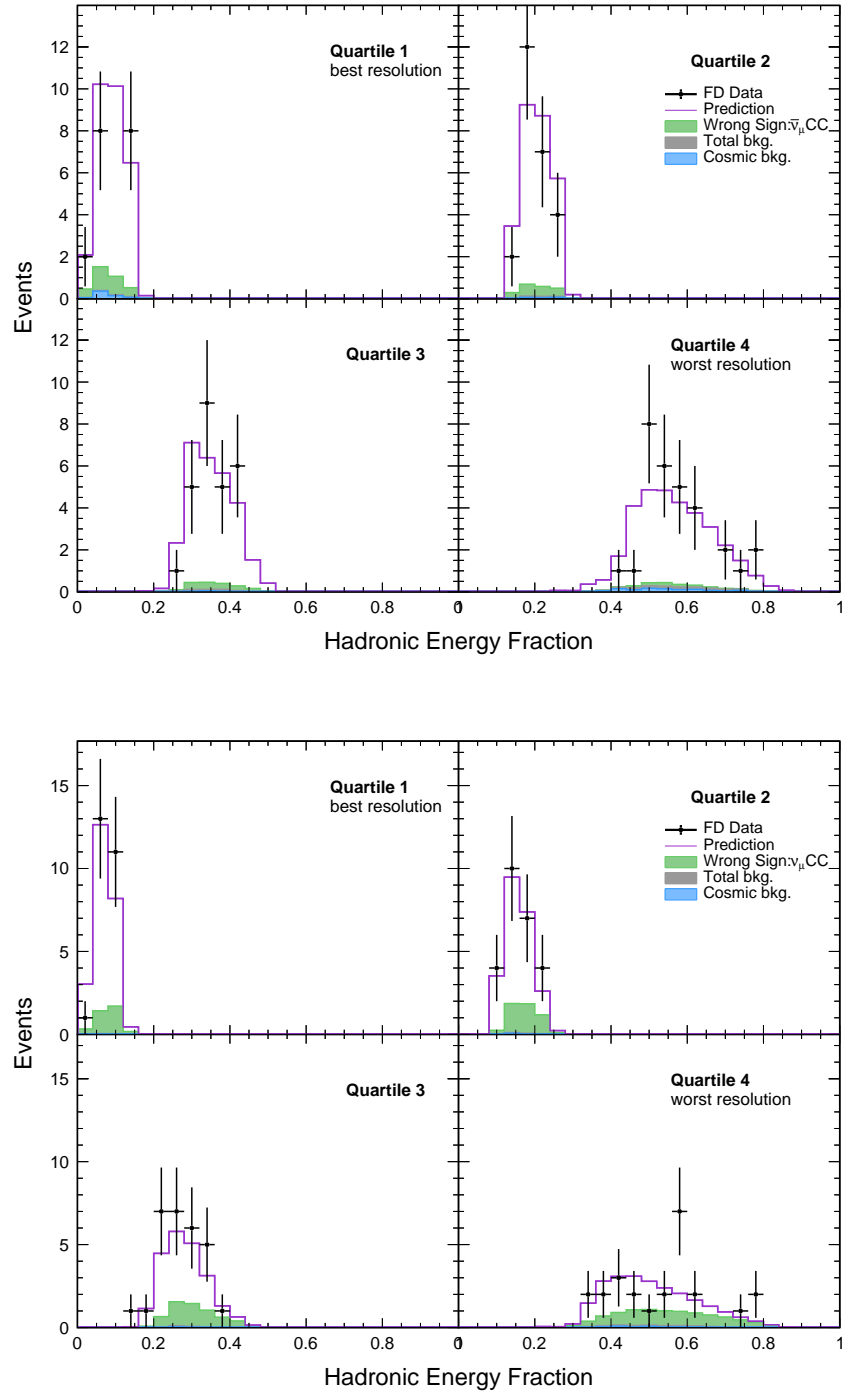 14
12
10
8
6
4
2
0
Quartile 1
best resolution
Quartile 2
FD Data
Prediction
Wrong Sign:ν̅μCC
Total bkg.
Cosmic bkg.
Events
12
10
8
6
4
2
0
Quartile 3
Quartile 4
worst resolution
0 0.2 0.4 0.6 0.8 1
0 0.2 0.4 0.6 0.8 1
Hadronic Energy Fraction
15
10
5
0
Quartile 1
best resolution
Quartile 2
FD Data
Prediction
Wrong Sign:νμCC
Total bkg.
Cosmic bkg.
Events
15
10
5
0
Quartile 3
Quartile 4
worst resolution
0 0.2 0.4 0.6 0.8 1
0 0.2 0.4 0.6 0.8 1
Hadronic Energy Fraction